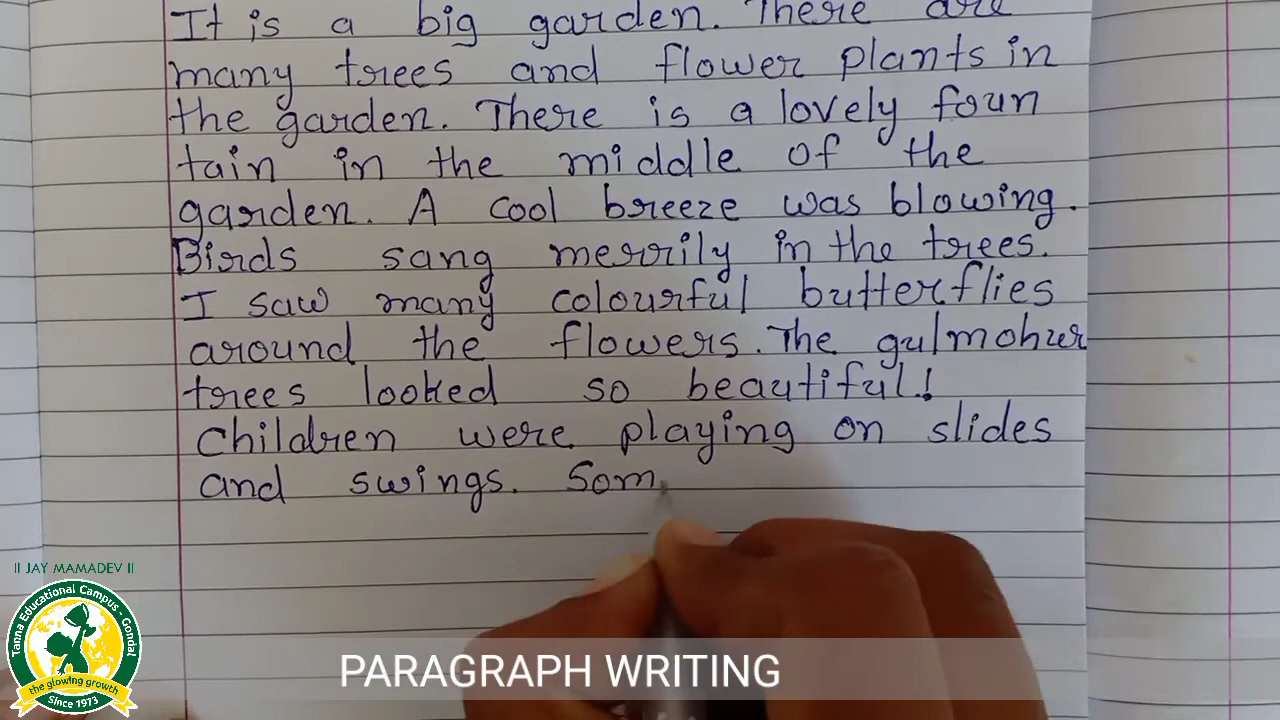 It is a big garden. There are
many trees and flower plants in
the garden. There is a lovely foun
tain in the middle of the
garden. A cool breeze was blowing.
Birds sang merrily in the trees.
I saw many colourful butterflies
around the flowers. The gulmohur
trees looked so beautiful!
Children were playing on slides
and swings. Som
|| JAY MAMADEV ||
Tanna Educational Campus - Gondal
the glowing growth
Since 1973
PARAGRAPH WRITING